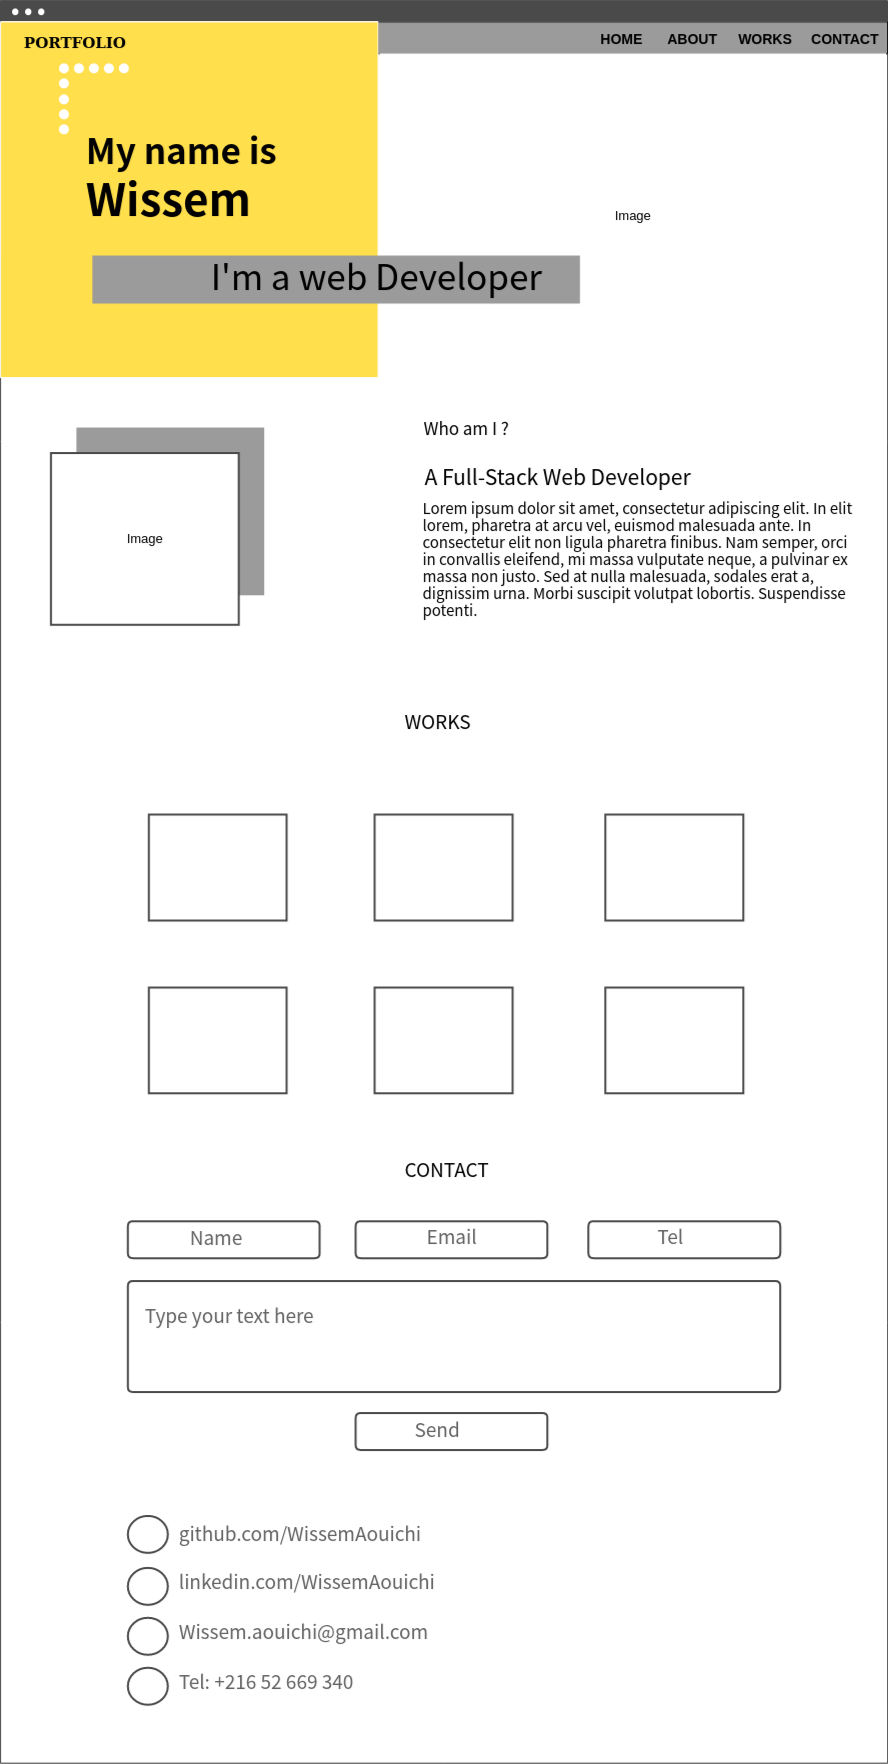 PORTFOLIO
HOME ABOUT WORKS CONTACT
My name is
Wissem
Image
I'm a web Developer
Who am I ?
A Full-Stack Web Developer
Image
Lorem ipsum dolor sit amet, consectetur adipiscing elit. In elit
lorem, pharetra at arcu vel, euismod malesuada ante. In
consectetur elit non ligula pharetra finibus. Nam semper, orci
in convallis eleifend, mi massa vulputate neque, a pulvinar ex
massa non justo. Sed at nulla malesuada, sodales erat a,
dignissim urna. Morbi suscipit volutpat lobortis. Suspendisse
potenti.
WORKS
CONTACT
Name
Email
Tel
Type your text here
Send
github.com/WissemAouichi
linkedin.com/WissemAouichi
Wissem.aouichi@gmail.com
Tel: +216 52 669 340